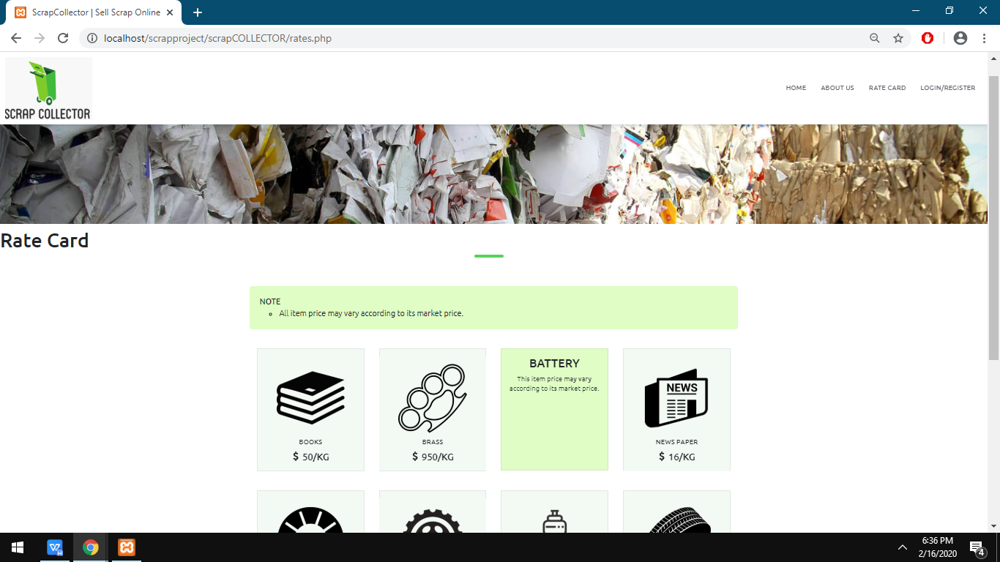 ScrapCollector | Sell Scrap Online
localhost/scrapproject/scrapCOLLECTOR/rates.php
SCRAP COLLECTOR
HOME ABOUT US RATE CARD LOGIN/REGISTER
Rate Card
NOTE
All item price may vary according to its market price.
BOOKS
$ 50/KG
BRASS
$ 950/KG
BATTERY
This item price may vary
according to its market price.
NEWS
NEWS PAPER
$ 16/KG
6:36 PM
2/16/2020
4